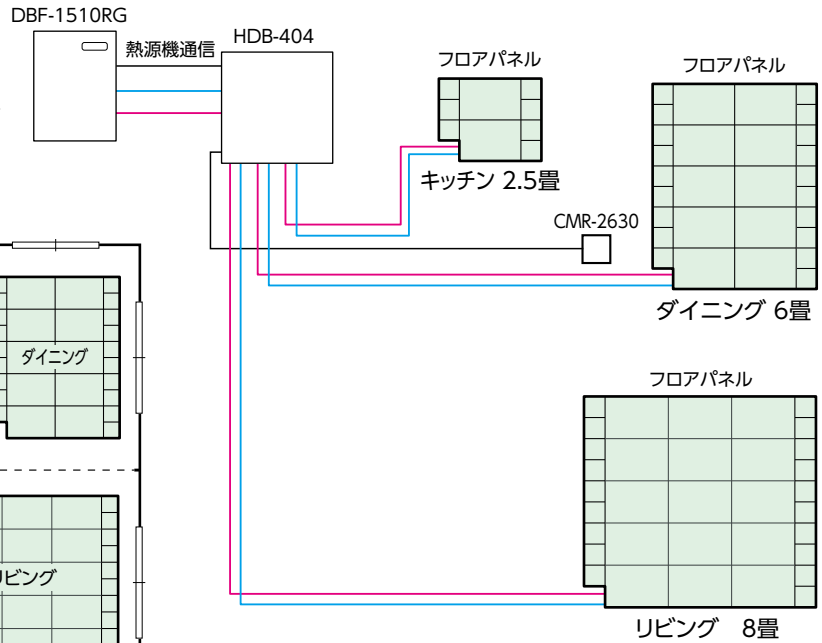 DBF-1510RG
熱源機通信
HDB-404
フロアパネル
キッチン 2.5畳
フロアパネル
CMR-2630
ダイニング 6畳
ダイニング
フロアパネル
リビング
リビング 8畳